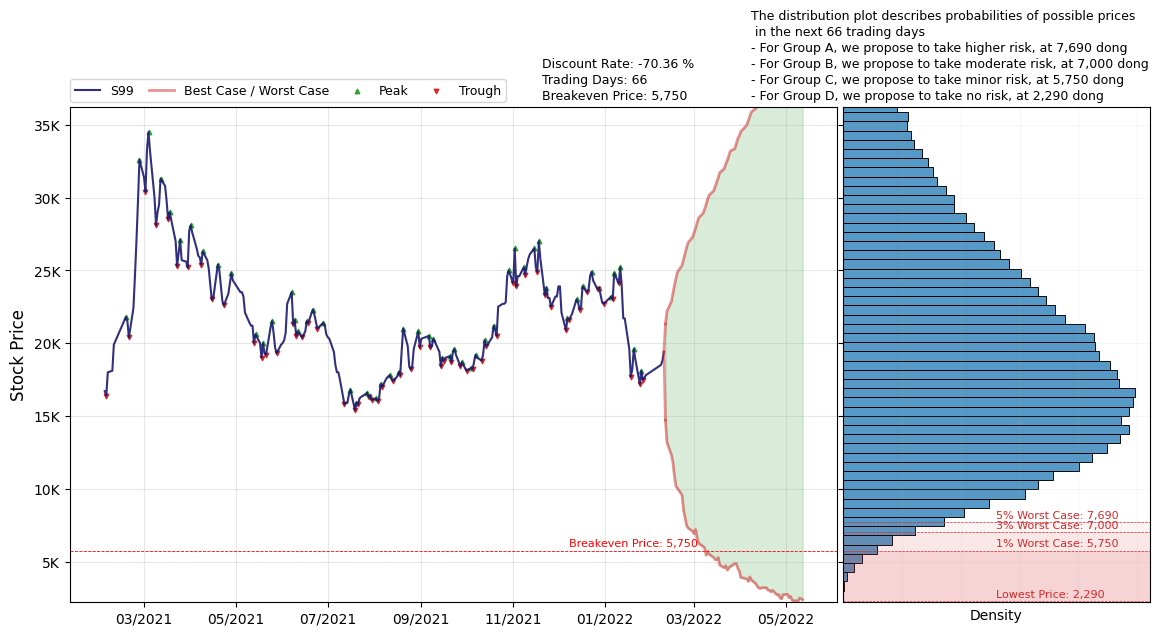 The distribution plot describes probabilities of possible prices
in the next 66 trading days
- For Group A, we propose to take higher risk, at 7,690 dong
- For Group B, we propose to take moderate risk, at 7,000 dong
- For Group C, we propose to take minor risk, at 5,750 dong
- For Group D, we propose to take no risk, at 2,290 dong
Discount Rate: -70.36 %
Trading Days: 66
Breakeven Price: 5,750
S99 Best Case / Worst Case Peak Trough
35K
30K
25K
20K
15K
10K
5K
Stock Price
Breakeven Price: 5,750
5% Worst Case: 7,690
3% Worst Case: 7,000
1% Worst Case: 5,750
Lowest Price: 2,290
03/2021 05/2021 07/2021 09/2021 11/2021 01/2022 03/2022 05/2022
Density